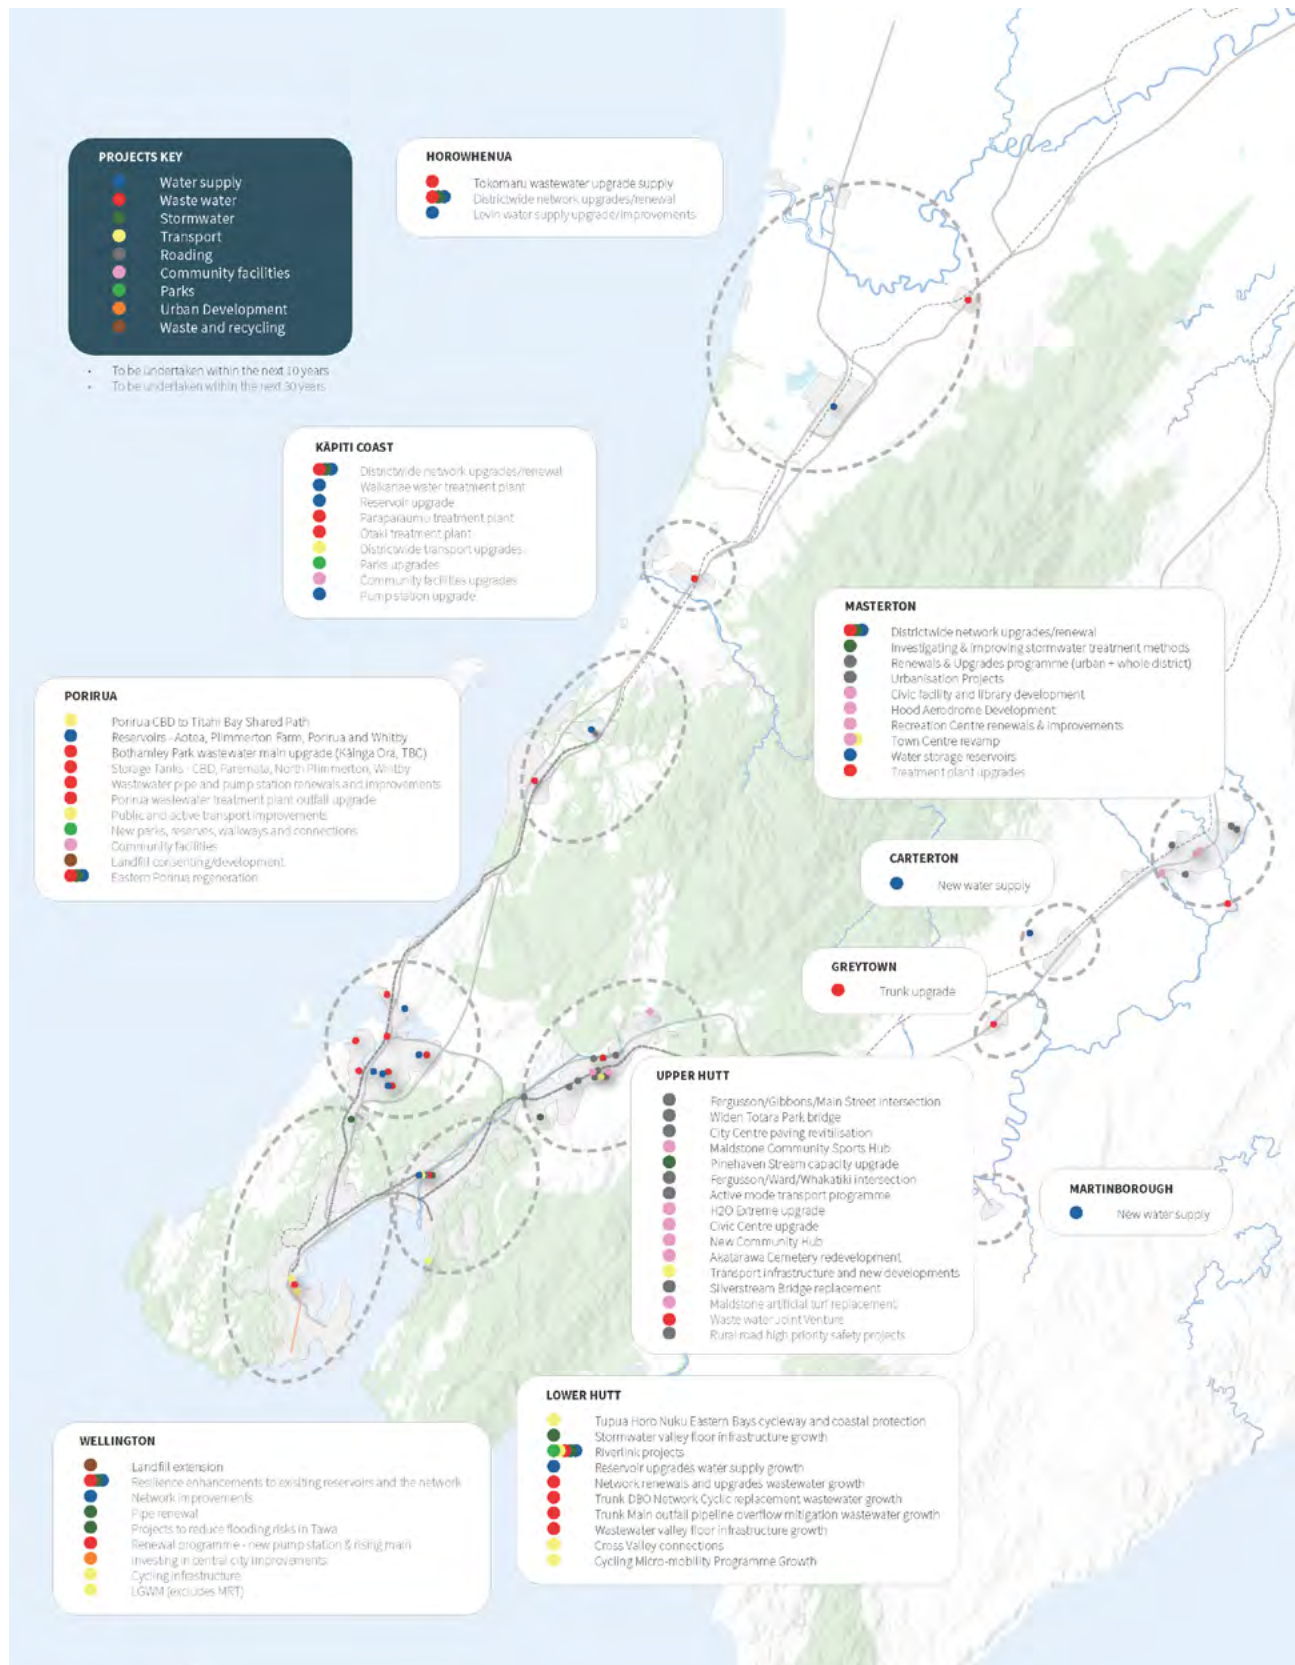 PROJECTS KEY
Water supply
Waste water
Stormwater
Transport
Roading
Community facilities
Parks
Urban Development
Waste and recycling
To be undertaken within the next 10 years
To be undertaken within the next 30 years
HOROWHENUA
Tokomaru wastewater upgrade supply
Districtwide network upgrades/renewal
Levin water supply upgrade/improvements
KĀPITI COAST
Districtwide network upgrades/renewal
Waikanae water treatment plant
Reservoir upgrade
Paraparaumu treatment plant
Otaki treatment plant
Districtwide transport upgrades
Parks upgrades
Community facilities upgrades
Pump station upgrade
MASTERTON
Districtwide network upgrades/renewal
Investigating & improving stormwater treatment methods
Renewals & Upgrades programme (urban + whole district)
Urbanisation Projects
Civic facility and library development
Hood Aerodrome Development
Recreation Centre renewals & improvements
Town Centre revamp
Water storage reservoirs
Treatment plant upgrades
PORIRUA
Porirua CBD to Titahi Bay Shared Path
Reservoirs - Aotea, Plimmerton Farm, Porirua and Whitby
Bothamley Park wastewater main upgrade (Kāinga Ora, TBC)
Storage Tanks - CBD, Paremata, North Plimmerton, Whitby
Wastewater pipe and pump station renewals and improvements
Porirua wastewater treatment plant outfall upgrade
Public and active transport improvements
New parks, reserves, walkways and connections
Community facilities
Landfill consenting/development
Eastern Porirua regeneration
CARTERTON
New water supply
GREYTOWN
Trunk upgrade
UPPER HUTT
Fergusson/Gibbons/Main Street intersection
Widen Totara Park bridge
City Centre paving revitilisation
Maidstone Community Sports Hub
Pinehaven Stream capacity upgrade
Fergusson/Ward/Whakatiki intersection
Active mode transport programme
H2O Extreme upgrade
Civic Centre upgrade
New Community Hub
Akatarawa Cemetery redevelopment
Transport infrastructure and new developments
Silverstream Bridge replacement
Maidstone artificial turf replacement
Waste water Joint Venture
Rural road high priority safety projects
MARTINBOROUGH
New water supply
LOWER HUTT
Tupua Horo Nuku Eastern Bays cycleway and coastal protection
Stormwater valley floor infrastructure growth
Riverlink projects
Reservoir upgrades water supply growth
Network renewals and upgrades wastewater growth
Trunk DBO Network Cyclic replacement wastewater growth
Trunk Main outfall pipeline overflow mitigation wastewater growth
Wastewater valley floor infrastructure growth
Cross Valley connections
Cycling Micro-mobility Programme Growth
WELLINGTON
Landfill extension
Resilience enhancements to exisiting reservoirs and the network
Network improvements
Pipe renewal
Projects to reduce flooding risks in Tawa
Renewal programme - new pump station & rising main
Investing in central city improvements
Cycling infrastructure
LGWM (excludes MRT)